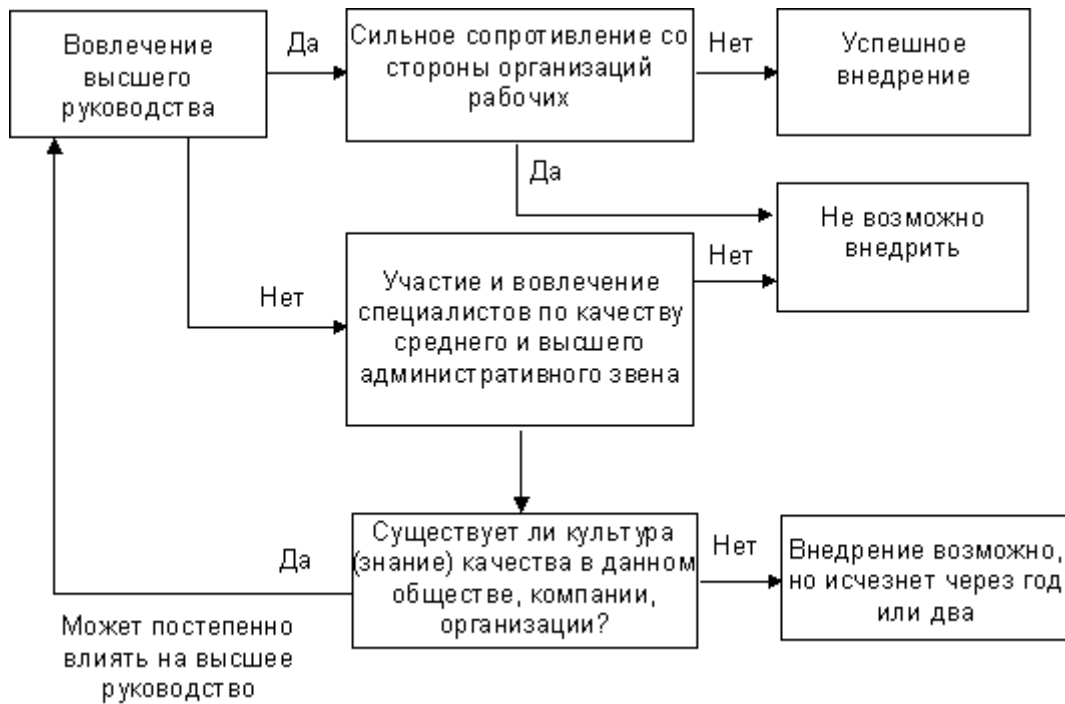 Вовлечение
высшего
руководства
Да
Сильное сопротивление со
стороны организаций
рабочих
Нет
Успешное
внедрение
Да
Не возможно
внедрить
Нет
Участие и вовлечение
специалистов по качеству
среднего и высшего
административного звена
Нет
Существует ли культура
(знание) качества в данном
обществе, компании,
организации?
Да
Нет
Внедрение возможно,
но исчезнет через год
или два
Может постепенно
влиять на высшее
руководство